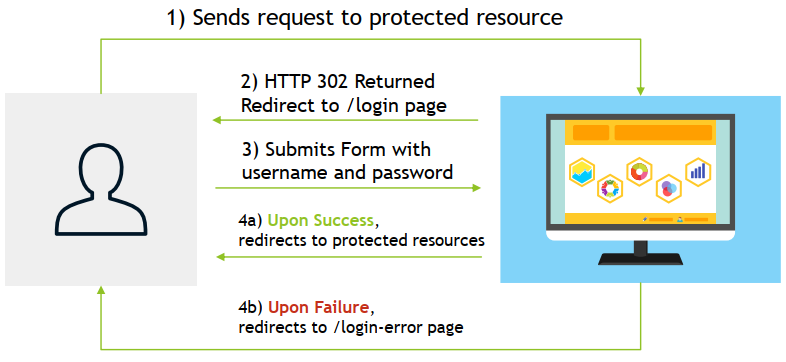 1) Sends request to protected resource
2) HTTP 302 Returned
Redirect to /login page
3) Submits Form with
username and password
4a) Upon Success,
redirects to protected resources
4b) Upon Failure,
redirects to /login-error page